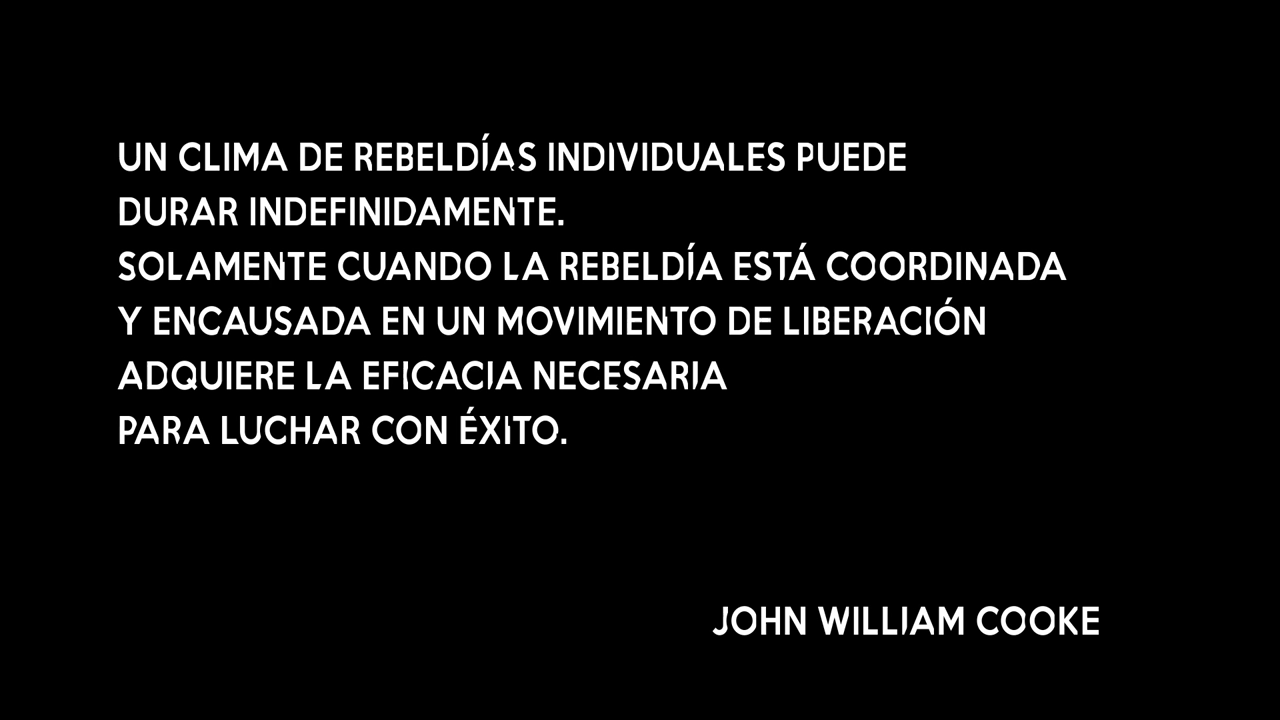 UN CLIMA DE REBELDÍAS INDIVIDUALES PUEDE
DURAR INDEFINIDAMENTE.
SOLAMENTE CUANDO LA REBELDÍA ESTÁ COORDINADA
Y ENCAUSADA EN UN MOVIMIENTO DE LIBERACIÓN
ADQUIERE LA EFICACIA NECESARIA
PARA LUCHAR CON ÉXITO.
JOHN WILLIAM COOKE